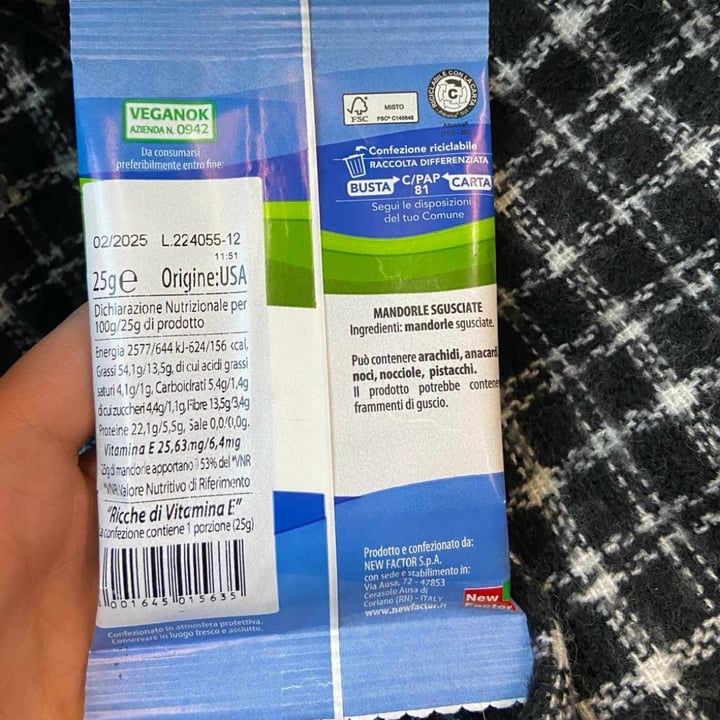 VEGANOK
AZIENDA N. 0942
Da consumarsi
preferibilmente entro fine:
02/2025 L.224055-12
11:51
25g℮ Origine:USA
Dichiarazione Nutrizionale per
100g/25g di prodotto
Energia 2577/644 kJ-624/156 kcal,
Grassi 54,1g/13,5g, di cui acidi grassi
saturi 4,1g/1g, Carboidrati 5,4g/1,4g
di cui zuccheri 4,4g/1,1g, Fibre 13,5g/3,4g
Proteine 22,1g/5,5g, Sale 0,0/0,0g.
Vitamina E 25,63mg/6,4mg
25g di mandorle apportano il 53% del *VNR
*VNR Valore Nutritivo di Riferimento
"Ricche di Vitamina E"
a confezione contiene 1 porzione (25g)
001645 015635
Confezionato in atmosfera protettiva.
Conservare in luogo fresco e asciutto.
FSC
MISTO
FSC® C145648
RICICLABILE CON LA CARTA
C
Confezione riciclabile
RACCOLTA DIFFERENZIATA
BUSTA C/PAP CARTA
81
Segui le disposizioni
del tuo Comune
MANDORLE SGUSCIATE
Ingredienti: mandorle sgusciate.
Può contenere arachidi, anacard
noci, nocciole, pistacchi.
Il prodotto potrebbe contene
frammenti di guscio.
Prodotto e confezionato da:
NEW FACTOR S.p.A.
con sede e stabilimento in:
Via Ausa, 72 - 47853
Cerasolo Ausa di
Coriano (RN) - ITALY
www.newfactor.it
New
Factor